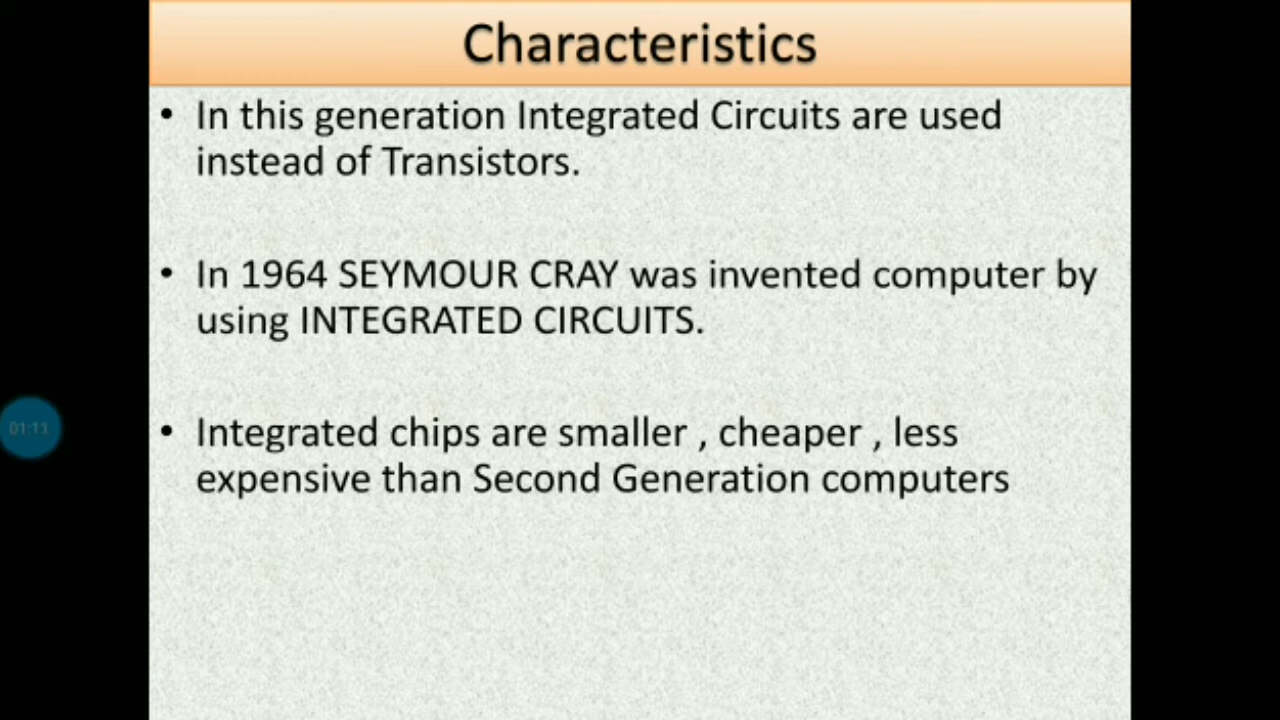 Characteristics
• In this generation Integrated Circuits are used
instead of Transistors.
• In 1964 SEYMOUR CRAY was invented computer by
using INTEGRATED CIRCUITS.
01:11
• Integrated chips are smaller , cheaper , less
expensive than Second Generation computers